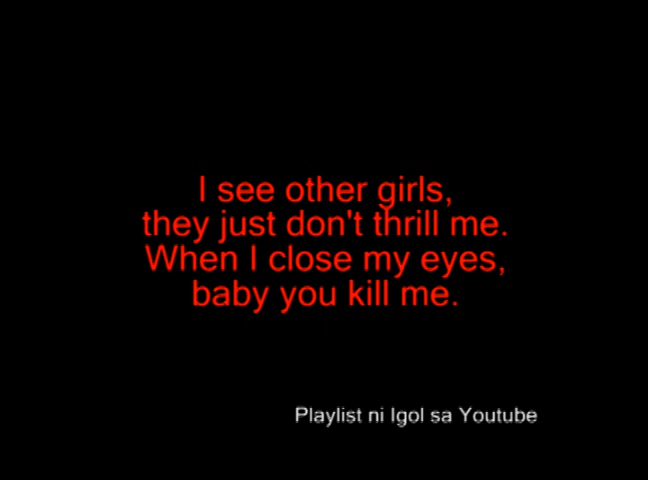 I see other girls,
they just don't thrill me.
When I close my eyes,
baby you kill me.
Playlist ni Igol sa Youtube